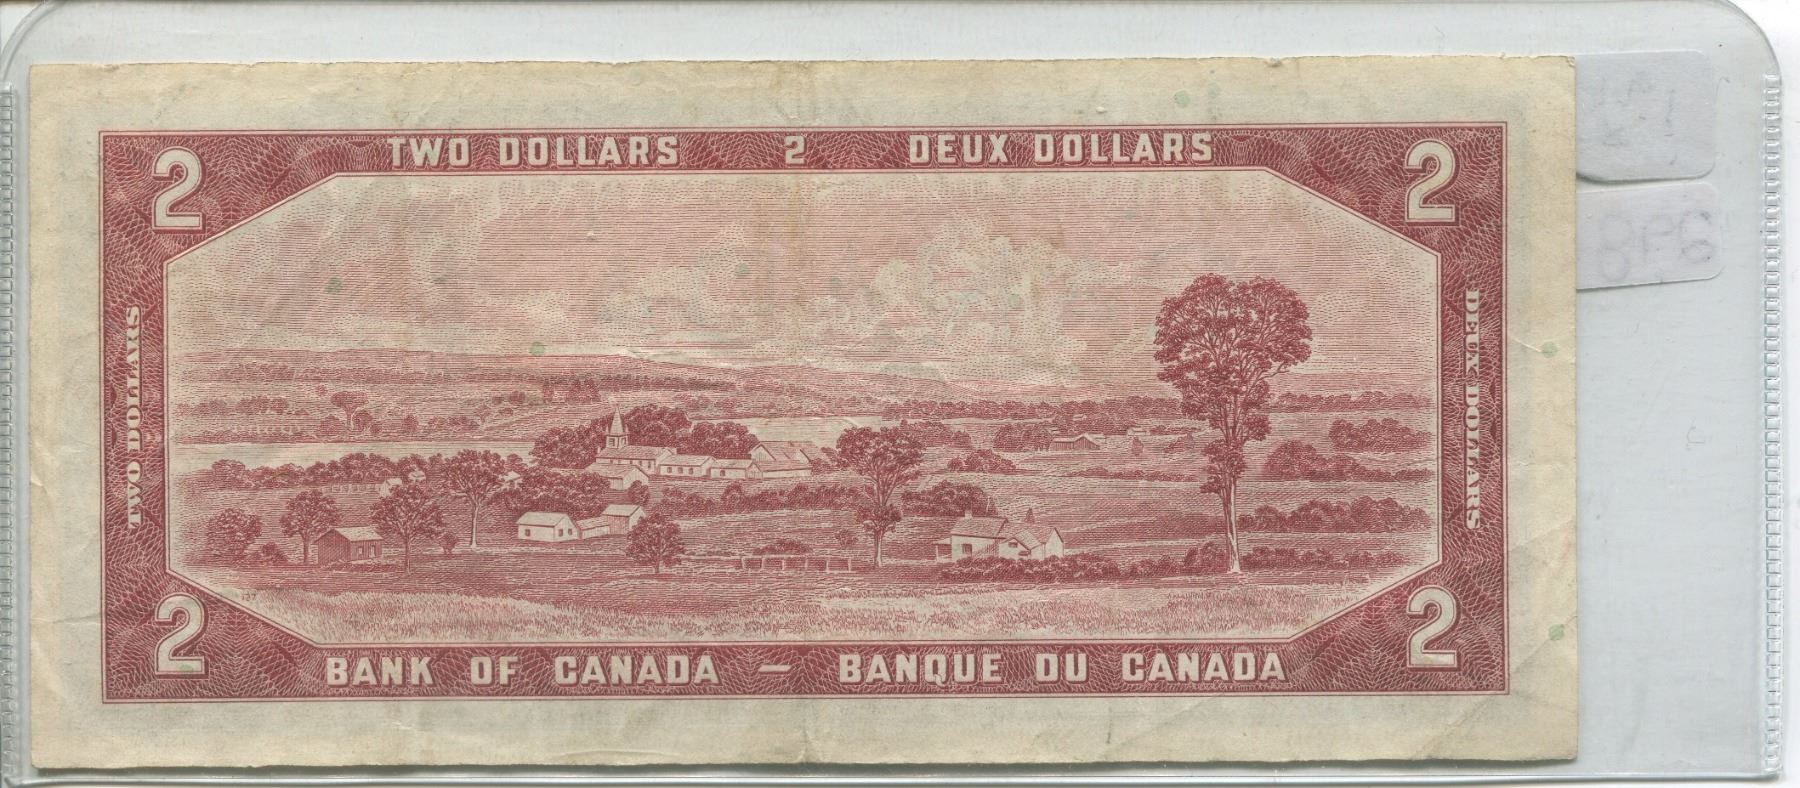 TWO DOLLARS 2 DEUX DOLLARS
2 2
TWO DOLLARS
DEUX DOLLARS
137
2 2
BANK OF CANADA — BANQUE DU CANADA